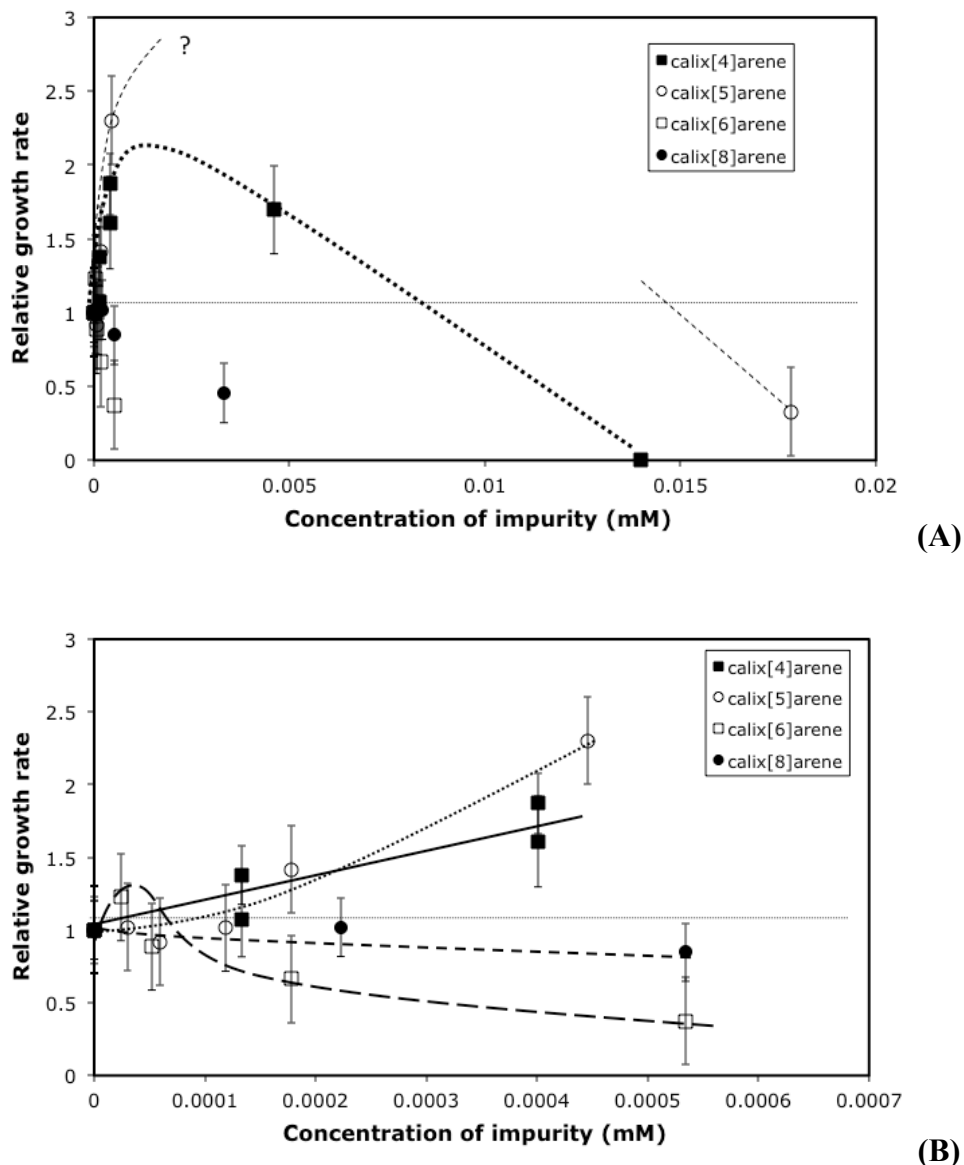 3
2.5
2
1.5
1
0.5
0
?
calix[4]arene
calix[5]arene
calix[6]arene
calix[8]arene
Relative growth rate
0 0.005 0.01 0.015 0.02
Concentration of impurity (mM)
(A)
3
2.5
2
1.5
1
0.5
0
calix[4]arene
calix[5]arene
calix[6]arene
calix[8]arene
Relative growth rate
0 0.0001 0.0002 0.0003 0.0004 0.0005 0.0006 0.0007
Concentration of impurity (mM)
(B)